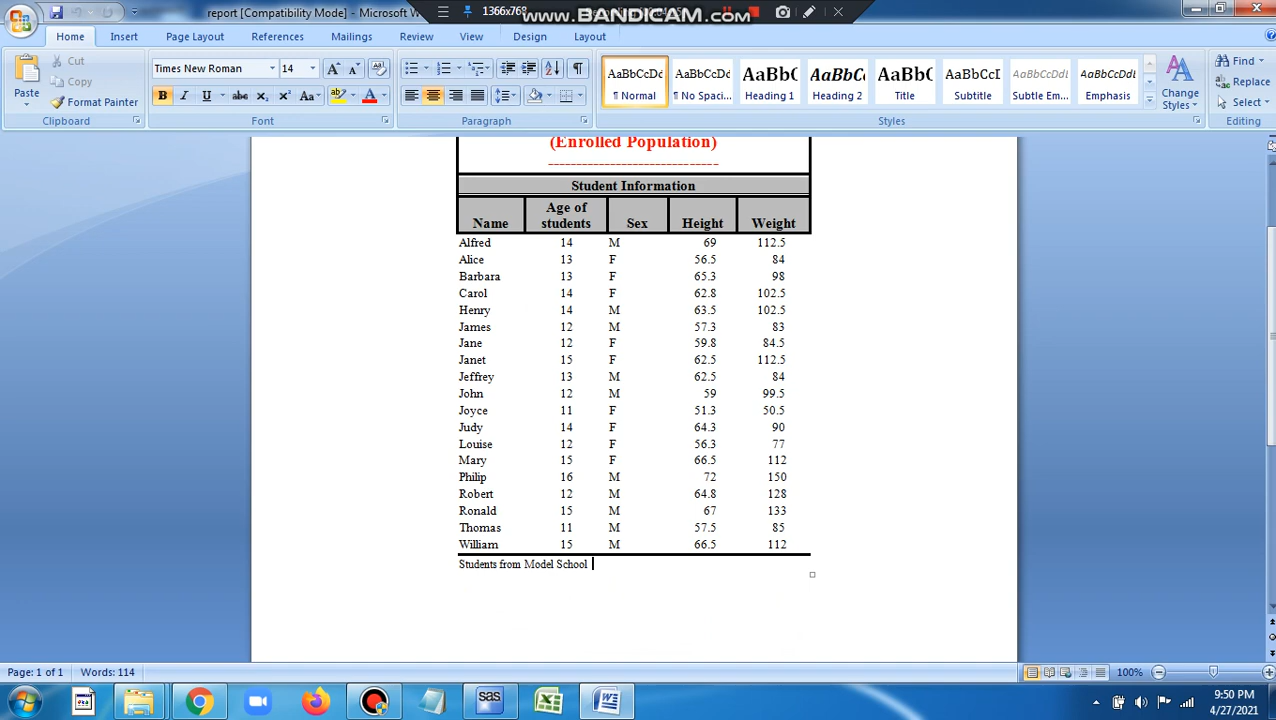 report [Compatibility Mode] - Microsoft W
1366x768
www.BANDICAM.com
Home Insert Page Layout References Mailings Review View Design Layout
Paste
Cut
Copy
Format Painter
Clipboard
Times New Roman 14
B I U abc x₂ x² Aa
Font
Paragraph
AaBbCcDd AaBbCcDd AaBbC AaBbCc AaBbC AaBbCcI AaBbCcDd AaBbCcDd
¶ Normal ¶ No Spaci... Heading 1 Heading 2 Title Subtitle Subtle Em... Emphasis
Change Styles
Styles
Find
Replace
Select
Editing
(Enrolled Population)
-----------------------------
Student Information
Name Age of students Sex Height Weight
Alfred 14 M 69 112.5
Alice 13 F 56.5 84
Barbara 13 F 65.3 98
Carol 14 F 62.8 102.5
Henry 14 M 63.5 102.5
James 12 M 57.3 83
Jane 12 F 59.8 84.5
Janet 15 F 62.5 112.5
Jeffrey 13 M 62.5 84
John 12 M 59 99.5
Joyce 11 F 51.3 50.5
Judy 14 F 64.3 90
Louise 12 F 56.3 77
Mary 15 F 66.5 112
Philip 16 M 72 150
Robert 12 M 64.8 128
Ronald 15 M 67 133
Thomas 11 M 57.5 85
William 15 M 66.5 112
Students from Model School
Page: 1 of 1 Words: 114
100%
sas
9:50 PM
4/27/2021